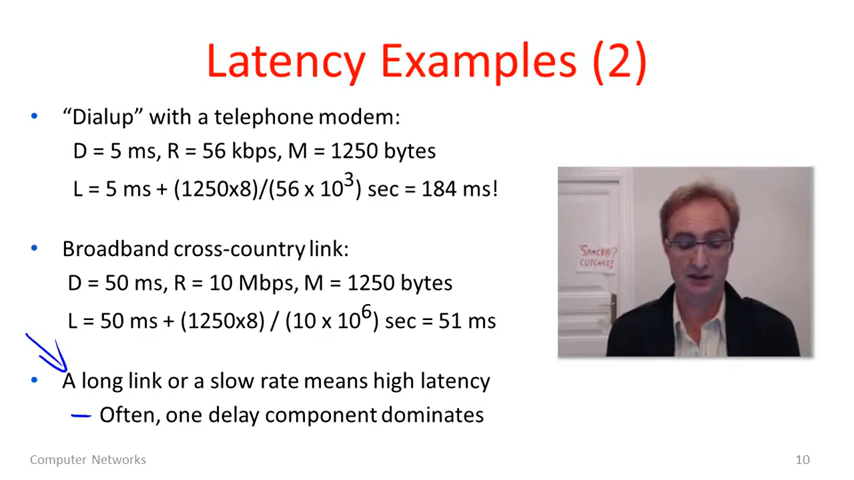 Latency Examples (2)
• “Dialup” with a telephone modem:
D = 5 ms, R = 56 kbps, M = 1250 bytes
L = 5 ms + (1250x8)/(56 x 10³) sec = 184 ms!
• Broadband cross-country link:
D = 50 ms, R = 10 Mbps, M = 1250 bytes
L = 50 ms + (1250x8) / (10 x 10⁶) sec = 51 ms
• A long link or a slow rate means high latency
– Often, one delay component dominates
Computer Networks
10